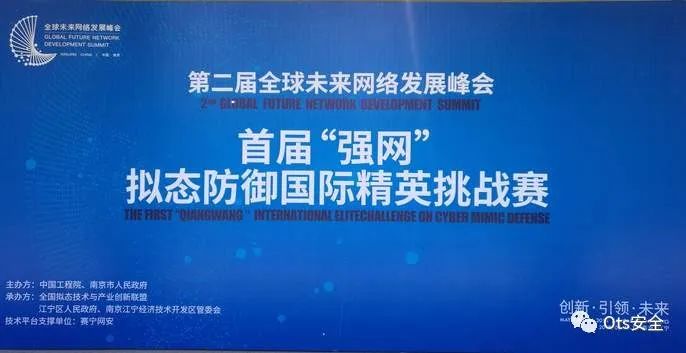 全球未来网络发展峰会
GLOBAL FUTURE NETWORK
DEVELOPMENT SUMMIT
第二届全球未来网络发展峰会
2ND GLOBAL FUTURE NETWORK DEVELOPMENT SUMMIT
首届“强网”
拟态防御国际精英挑战赛
THE FIRST "QIANGWANG" INTERNATIONAL ELITECHALLENGE ON CYBER MIMIC DEFENSE
主办方：中国工程院、南京市人民政府
承办方：全国拟态技术与产业创新联盟
江宁区人民政府、南京江宁经济技术开发区管委会
技术平台支撑单位：赛宁网安
创新·引领·未来
Ots安全